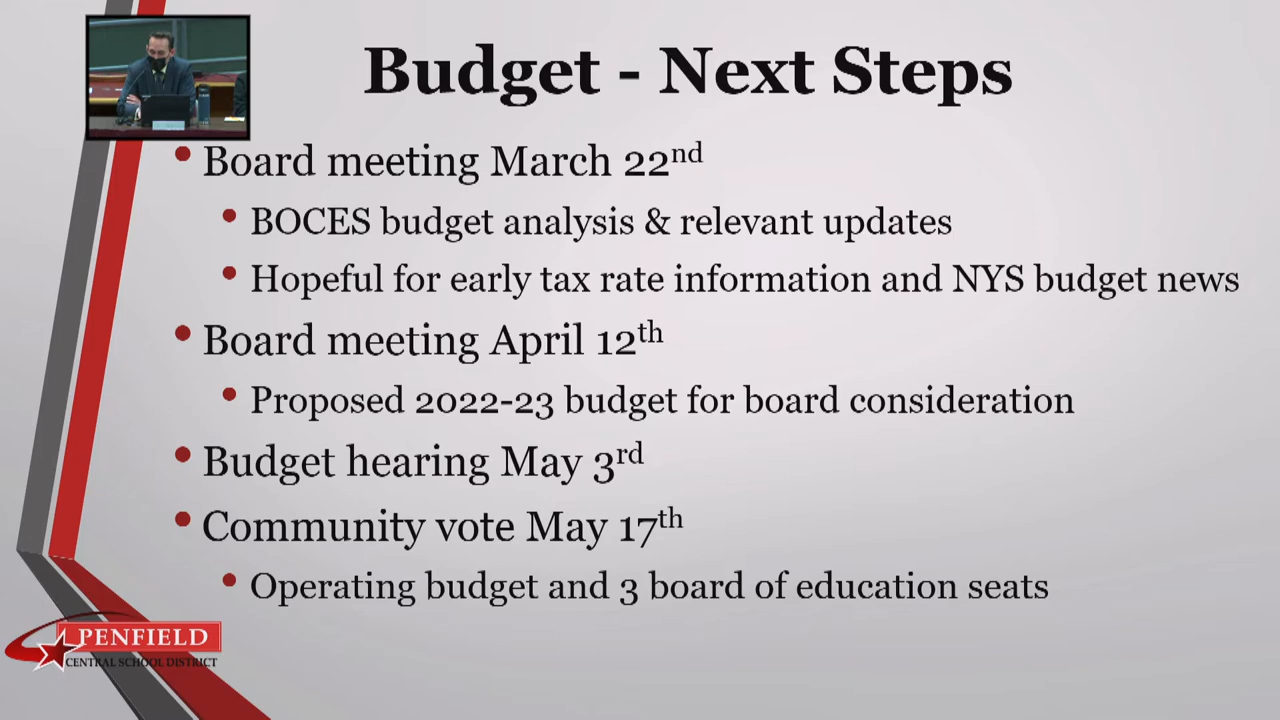 Budget - Next Steps
• Board meeting March 22nd
• BOCES budget analysis & relevant updates
• Hopeful for early tax rate information and NYS budget news
• Board meeting April 12th
• Proposed 2022-23 budget for board consideration
• Budget hearing May 3rd
• Community vote May 17th
• Operating budget and 3 board of education seats
PENFIELD
CENTRAL SCHOOL DISTRICT